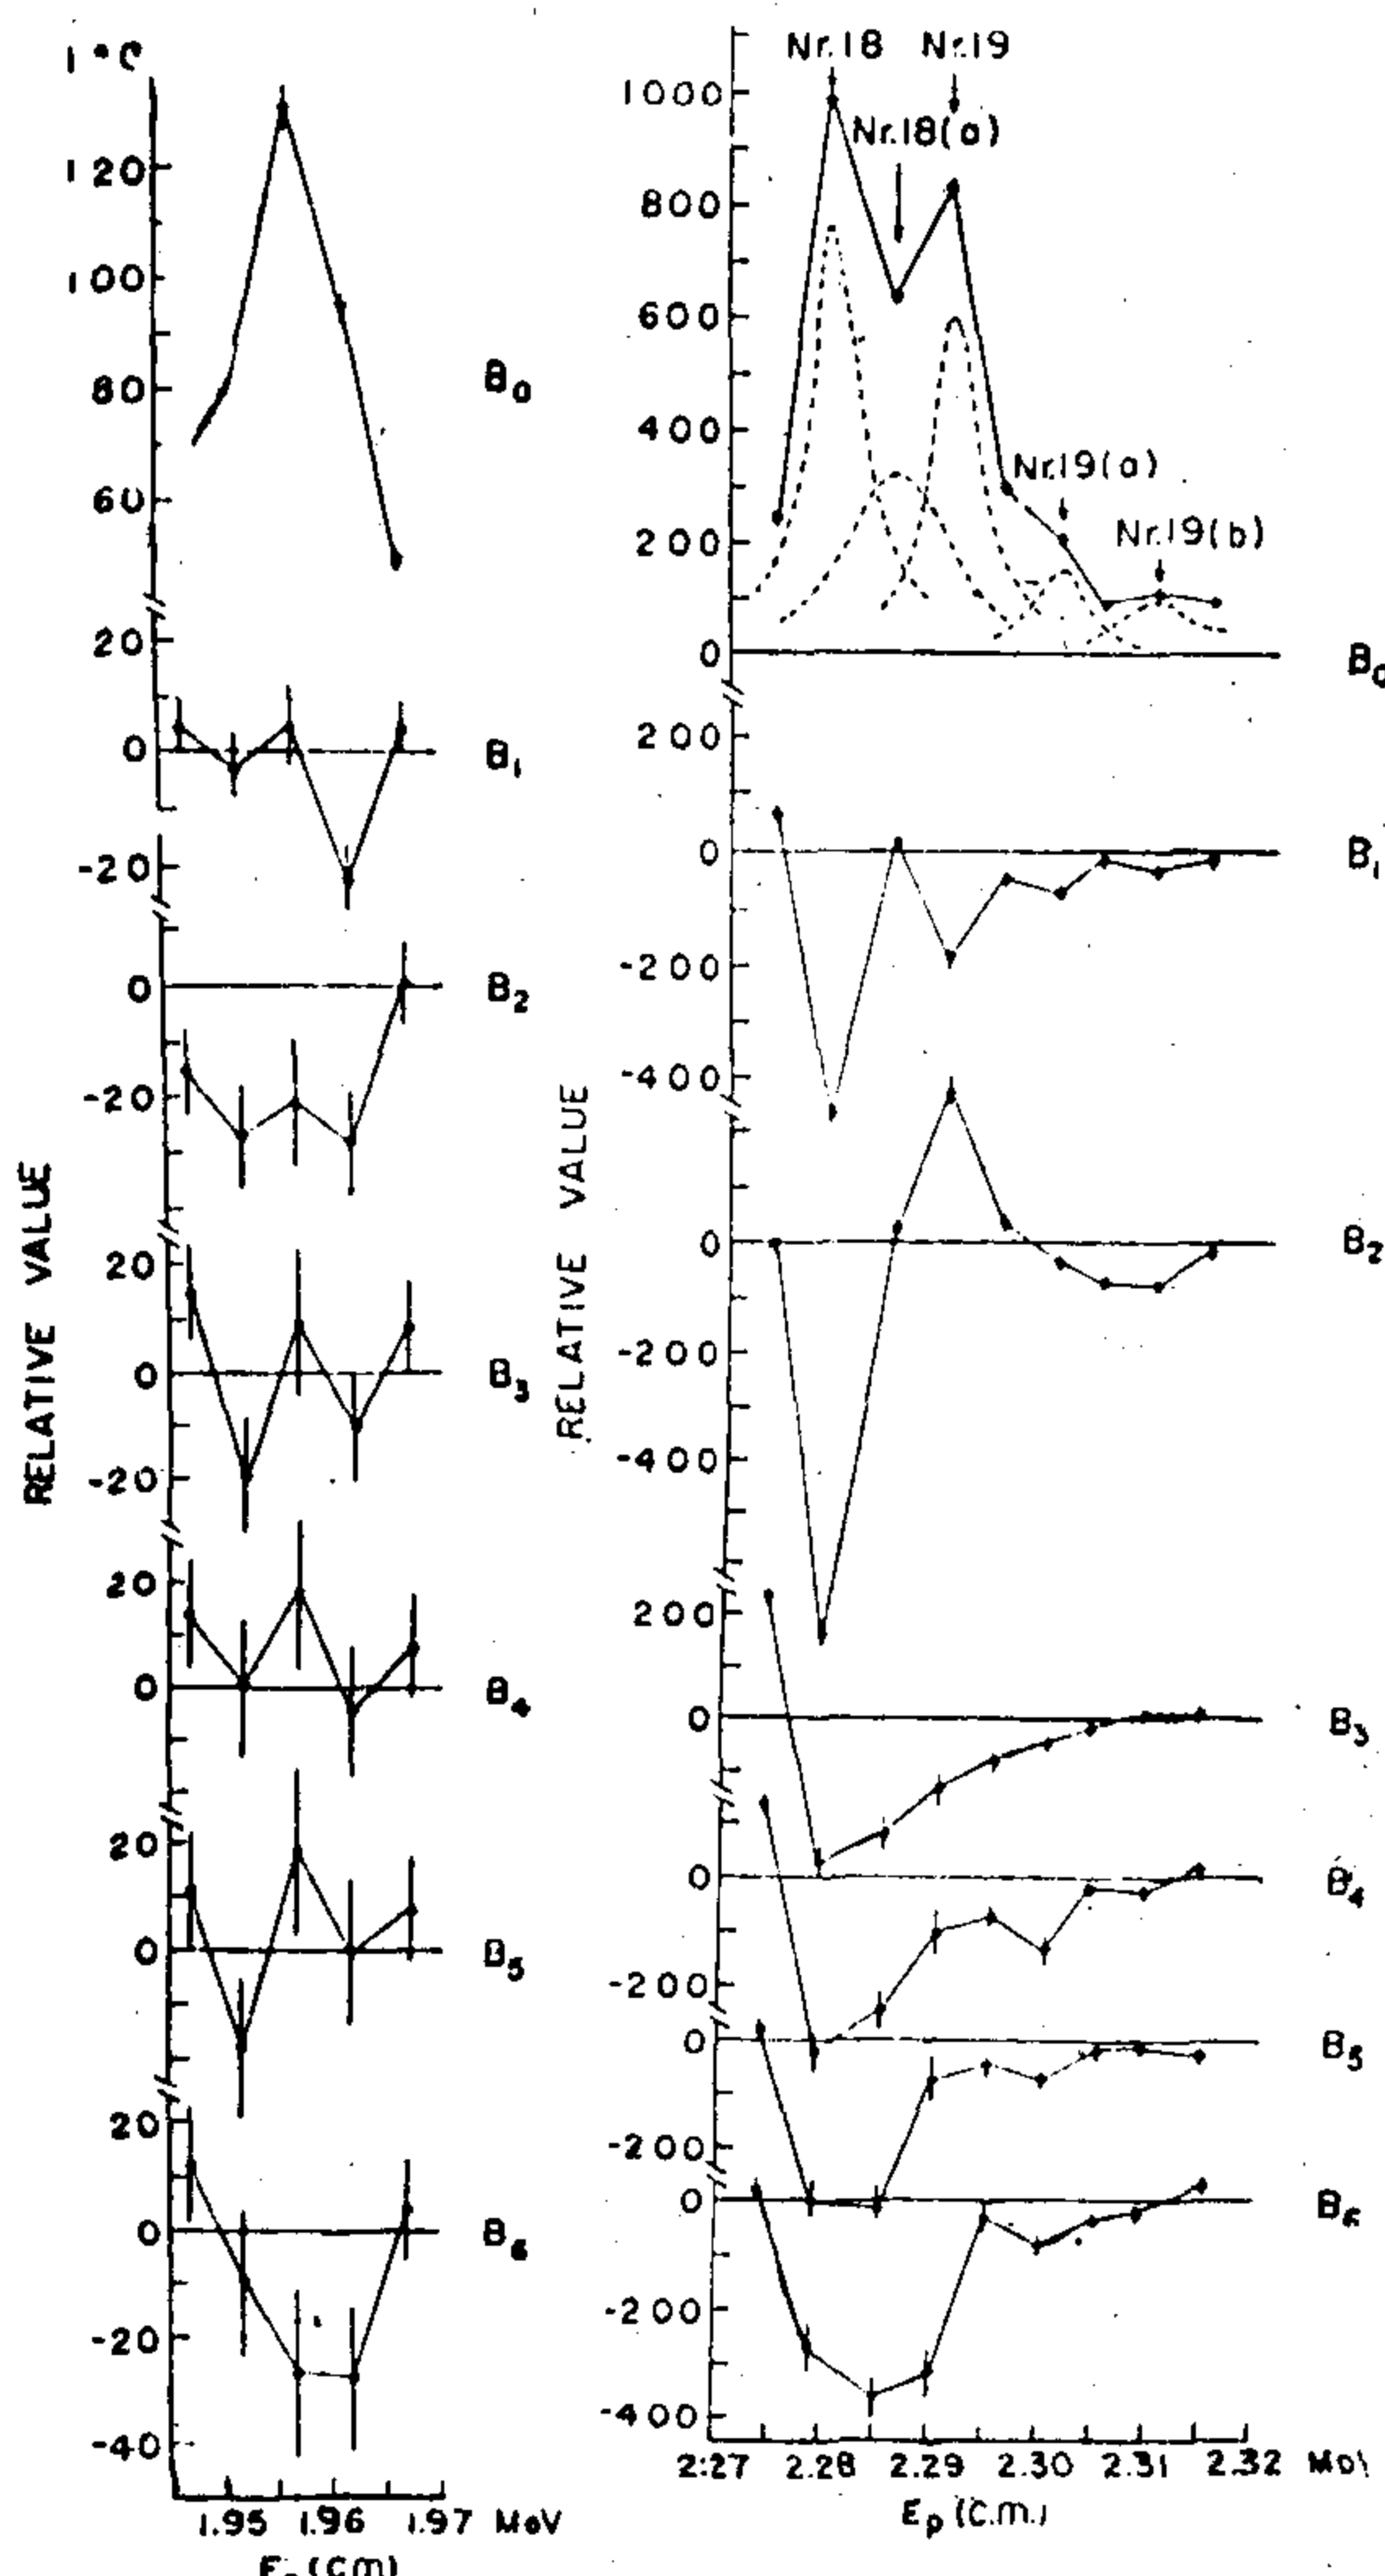 120
100
80
60
B₀
20
0
-20
B₁
0
-20
B₂
RELATIVE VALUE
20
0
-20
B₃
20
0
B₄
20
0
B₅
20
0
-20
-40
B₆
1.95 1.96 1.97 MeV
(C.M)
Nr.18 Nr.19
Nr.18(a)
Nr.19(a)
Nr.19(b)
1000
800
600
400
200
0
B₀
200
0
-200
-400
B₁
RELATIVE VALUE
0
-200
-400
B₂
200
0
B₃
0
-200
B₄
0
-200
B₅
0
-200
-400
2.27 2.28 2.29 2.30 2.31 2.32
Eₚ (C.M.)